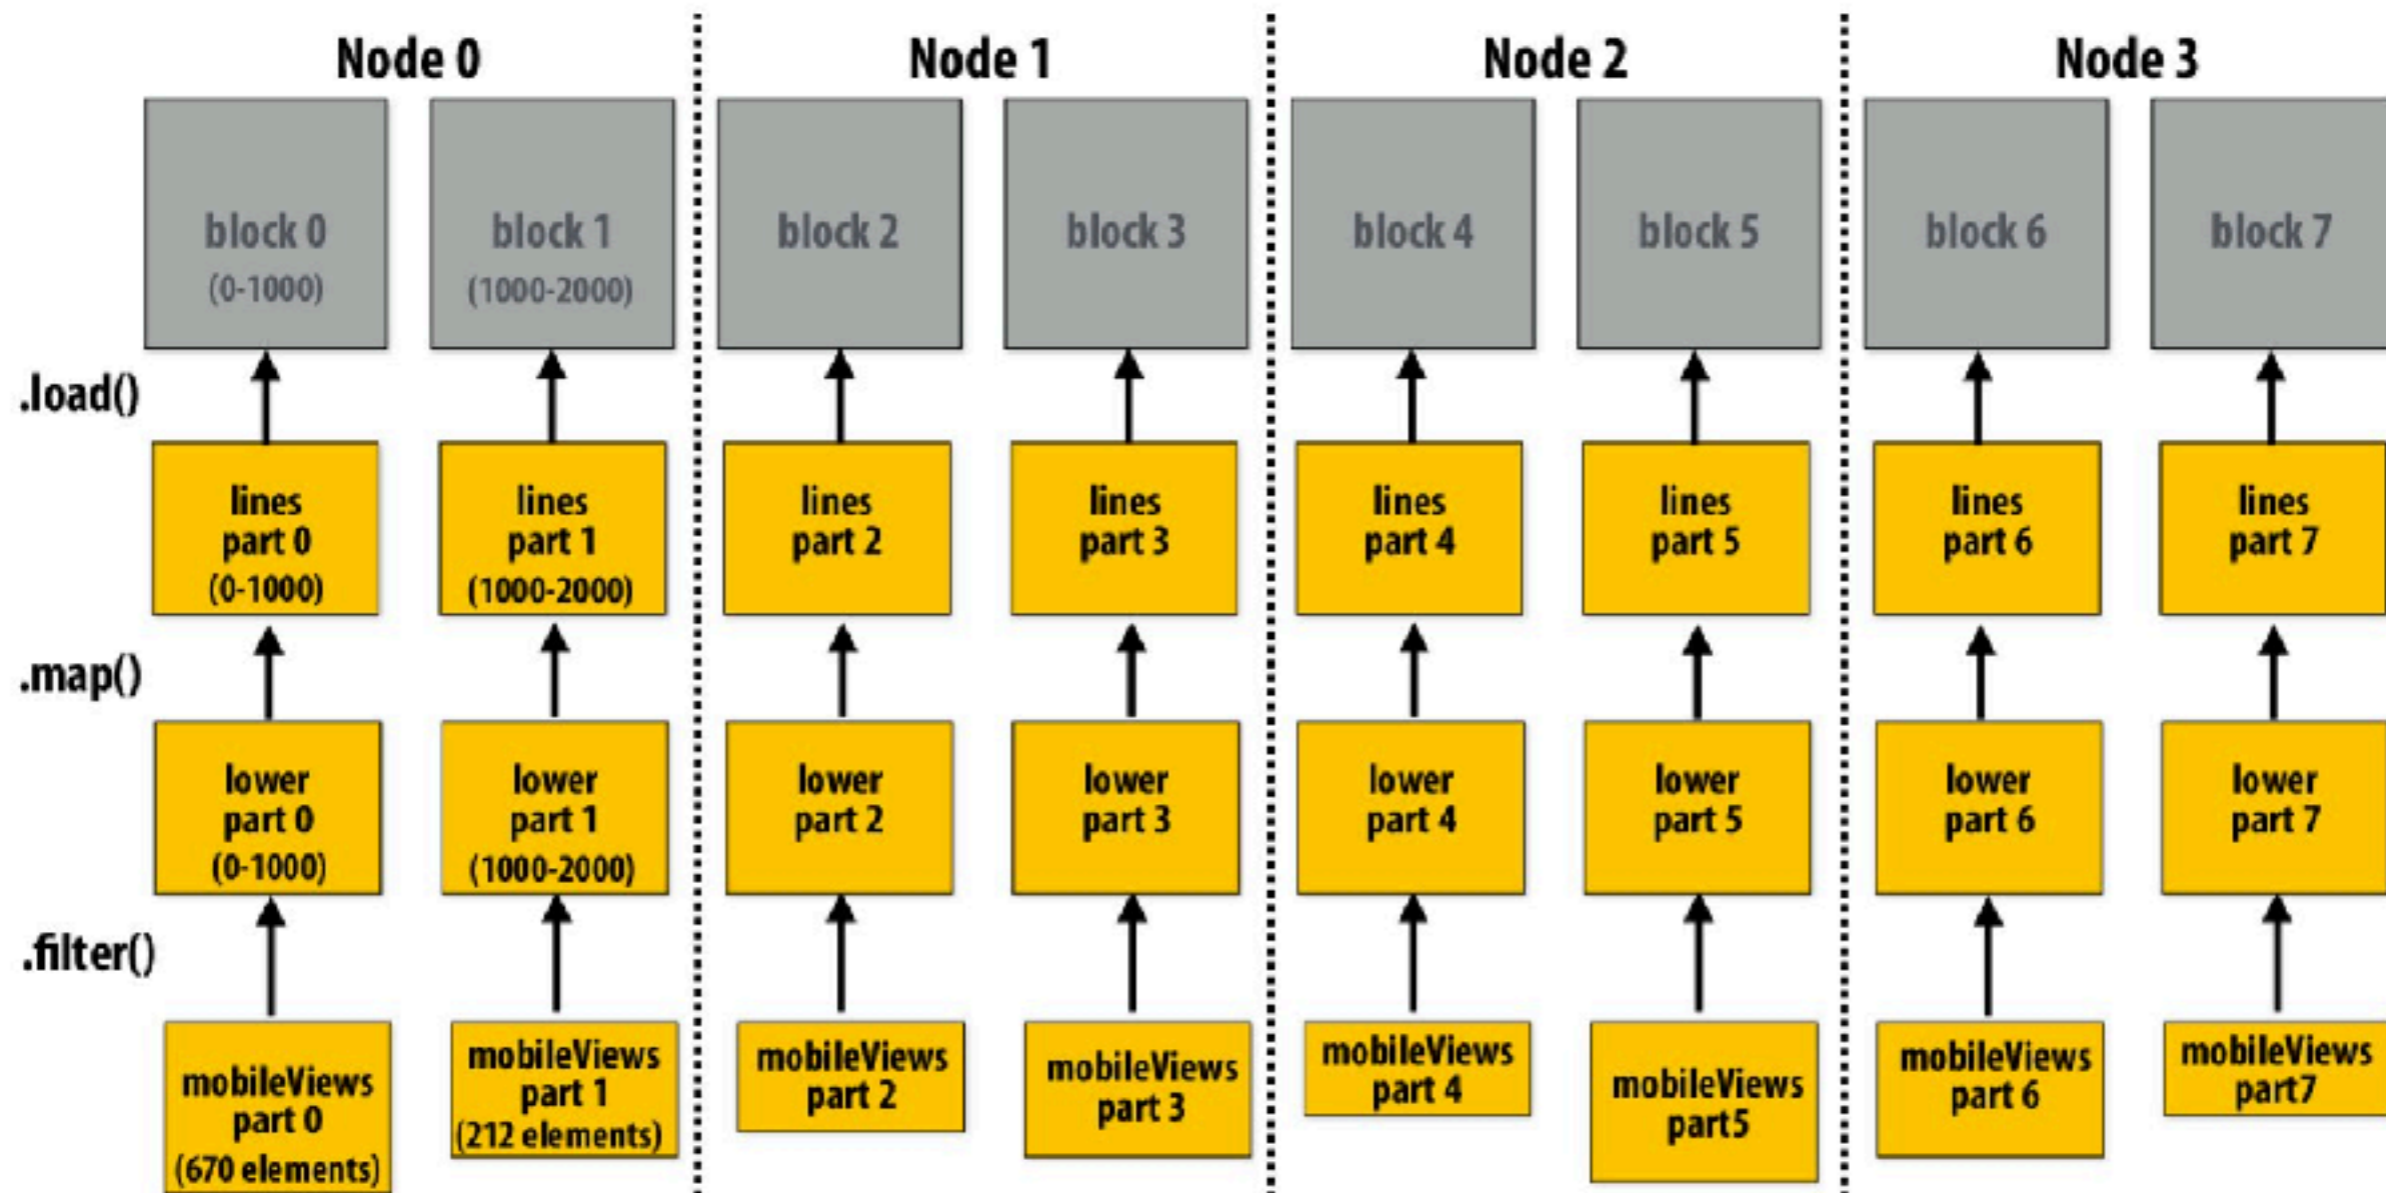 Node 0
Node 1
Node 2
Node 3
block 0
(0-1000)
block 1
(1000-2000)
block 2
block 3
block 4
block 5
block 6
block 7
.load()
lines
part 0
(0-1000)
lines
part 1
(1000-2000)
lines
part 2
lines
part 3
lines
part 4
lines
part 5
lines
part 6
lines
part 7
.map()
lower
part 0
(0-1000)
lower
part 1
(1000-2000)
lower
part 2
lower
part 3
lower
part 4
lower
part 5
lower
part 6
lower
part 7
.filter()
mobileViews
part 0
(670 elements)
mobileViews
part 1
(212 elements)
mobileViews
part 2
mobileViews
part 3
mobileViews
part 4
mobileViews
part5
mobileViews
part 6
mobileViews
part7